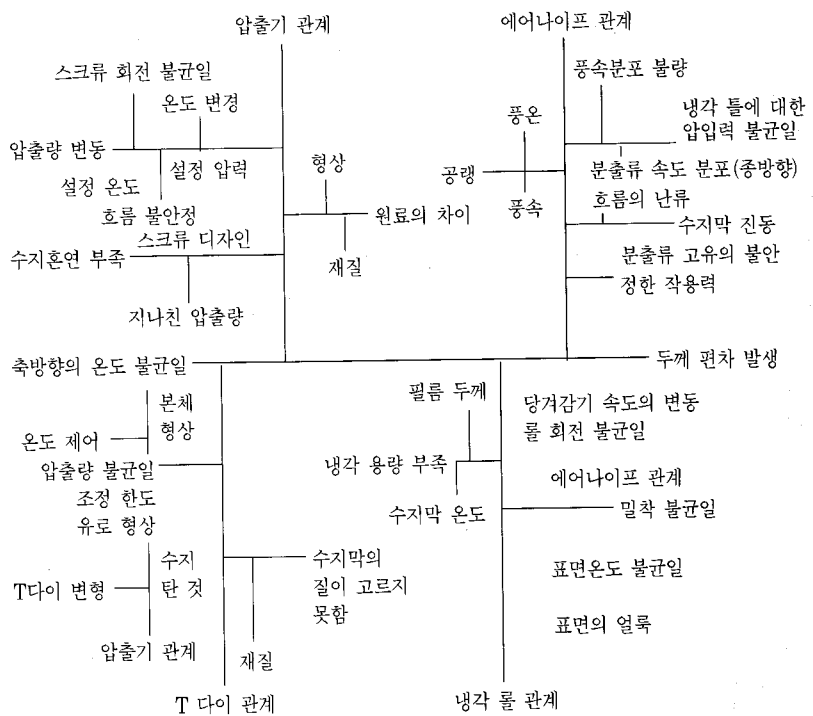 압출기 관계
에어나이프 관계
스크류 회전 불균일
온도 변경
압출량 변동
설정 압력
설정 온도
흐름 불안정
스크류 디자인
수지혼연 부족
지나친 압출량
형상
원료의 차이
재질
풍속분포 불량
풍온
냉각 틀에 대한
압입력 불균일
공랭
분출류 속도 분포(종방향)
풍속
흐름의 난류
수지막 진동
분출류 고유의 불안
정한 작용력
축방향의 온도 불균일
두께 편차 발생
본체
형상
온도 제어
압출량 불균일
조정 한도
유로 형상
수지
탄 것
T다이 변형
압출기 관계
수지막의
질이 고르지
못함
재질
T 다이 관계
필름 두께
당겨감기 속도의 변동
롤 회전 불균일
냉각 용량 부족
에어나이프 관계
수지막 온도
밀착 불균일
표면온도 불균일
표면의 얼룩
냉각 롤 관계